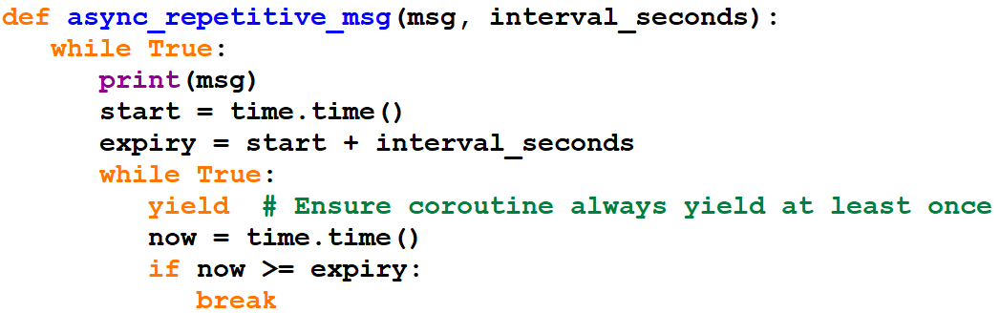 def async_repetitive_msg(msg, interval_seconds):
   while True:
      print(msg)
      start = time.time()
      expiry = start + interval_seconds
      while True:
         yield  # Ensure coroutine always yield at least once
         now = time.time()
         if now >= expiry:
            break